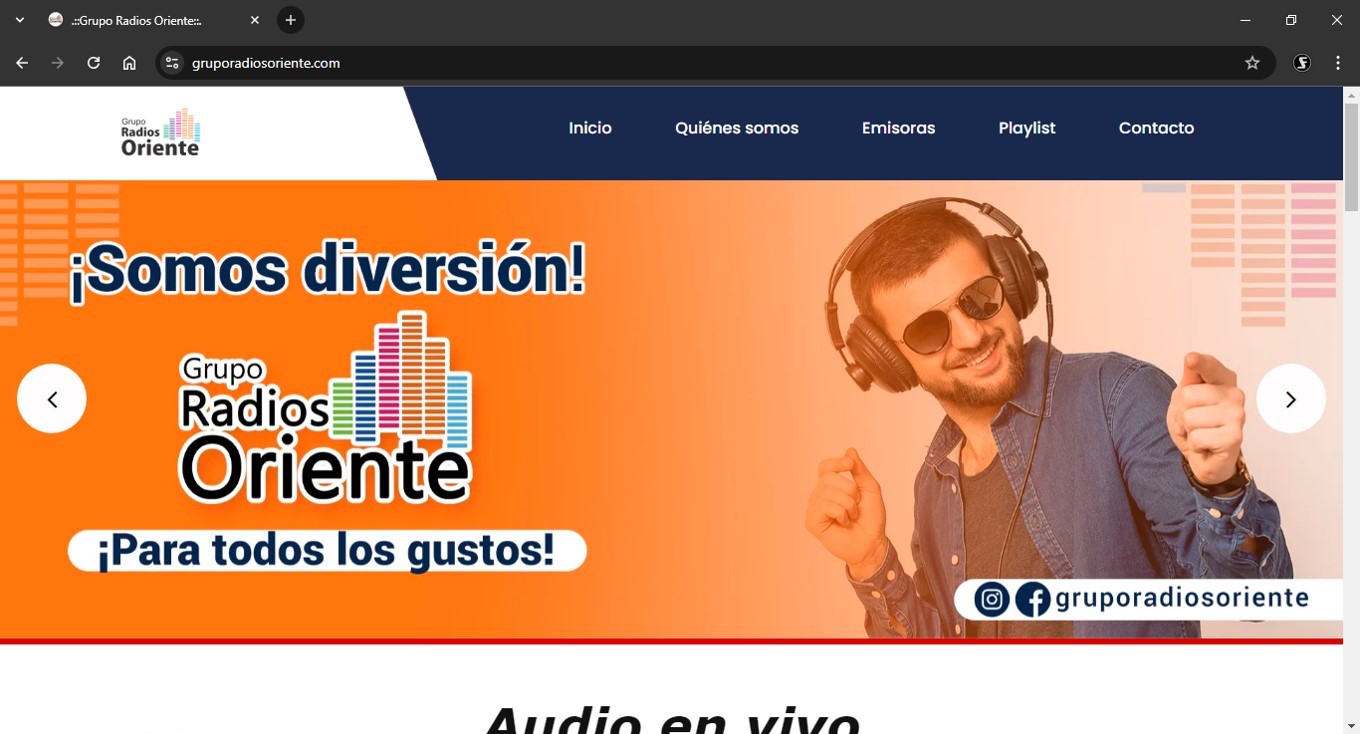 .::Grupo Radios Oriente::.
gruporadiosoriente.com
Grupo
Radios
Oriente
Inicio
Quiénes somos
Emisoras
Playlist
Contacto
¡Somos diversión!
Grupo
Radios
Oriente
¡Para todos los gustos!
gruporadiosoriente
Audio en vivo